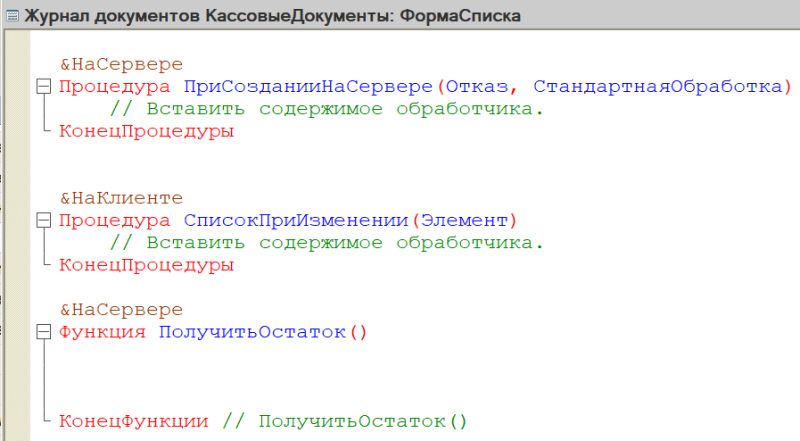 Журнал документов КассовыеДокументы: ФормаСписка
&НаСервере
Процедура ПриСозданииНаСервере(Отказ, СтандартнаяОбработка)
// Вставить содержимое обработчика.
КонецПроцедуры
&НаКлиенте
Процедура СписокПриИзменении(Элемент)
// Вставить содержимое обработчика.
КонецПроцедуры
&НаСервере
Функция ПолучитьОстаток()
КонецФункции // ПолучитьОстаток()